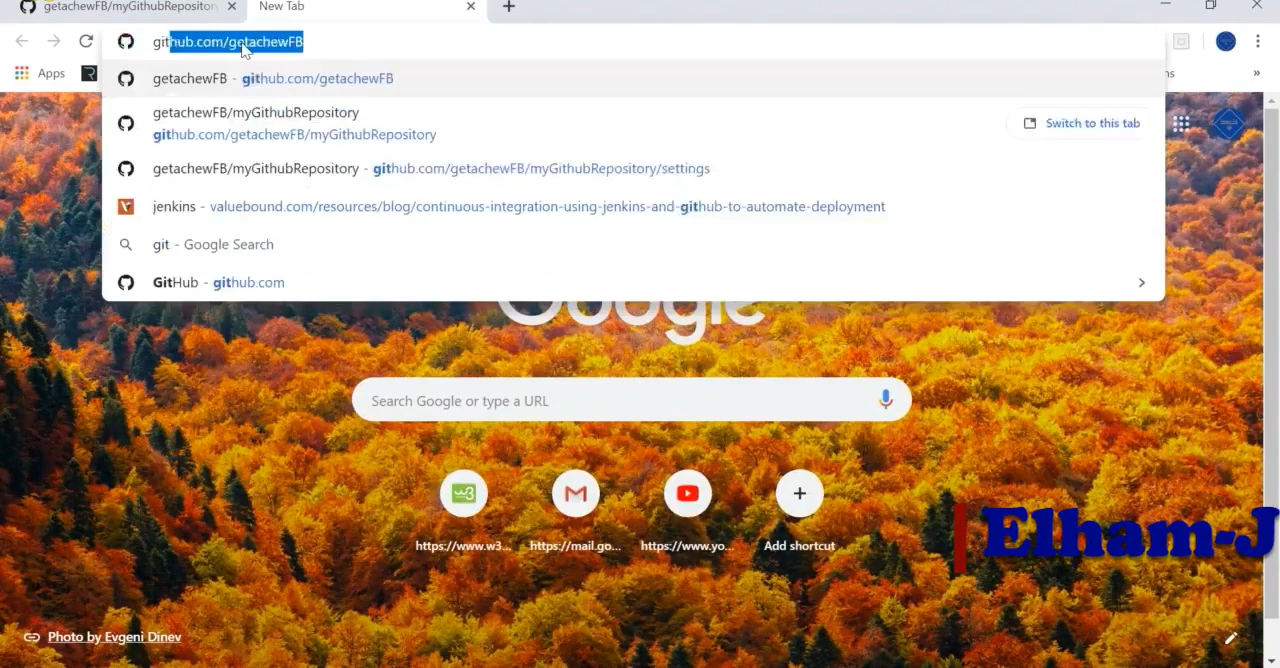 getachewFB/myGithubRepository
New Tab
github.com/getachewFB
Apps
getachewFB - github.com/getachewFB
getachewFB/myGithubRepository
github.com/getachewFB/myGithubRepository
Switch to this tab
getachewFB/myGithubRepository - github.com/getachewFB/myGithubRepository/settings
jenkins - valuebound.com/resources/blog/continuous-integration-using-jenkins-and-github-to-automate-deployment
git - Google Search
GitHub - github.com
Google
Search Google or type a URL
https://www.w3...
https://mail.go...
https://www.yo...
Add shortcut
Elham-J
Photo by Evgeni Dinev